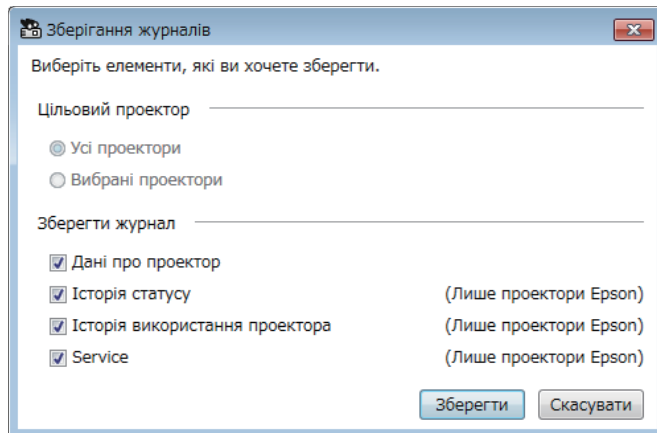 Зберігання журналів
Виберіть елементи, які ви хочете зберегти.
Цільовий проектор
Усі проектори
Вибрані проектори
Зберегти журнал
Дані про проектор
Історія статусу (Лише проектори Epson)
Історія використання проектора (Лише проектори Epson)
Service (Лише проектори Epson)
Зберегти Скасувати